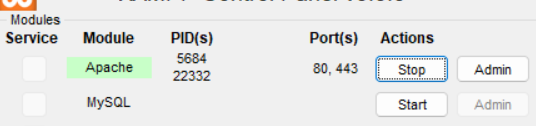 Modules
Service Module PID(s) Port(s) Actions
Apache 5684 22332 80, 443 Stop Admin
MySQL Start Admin